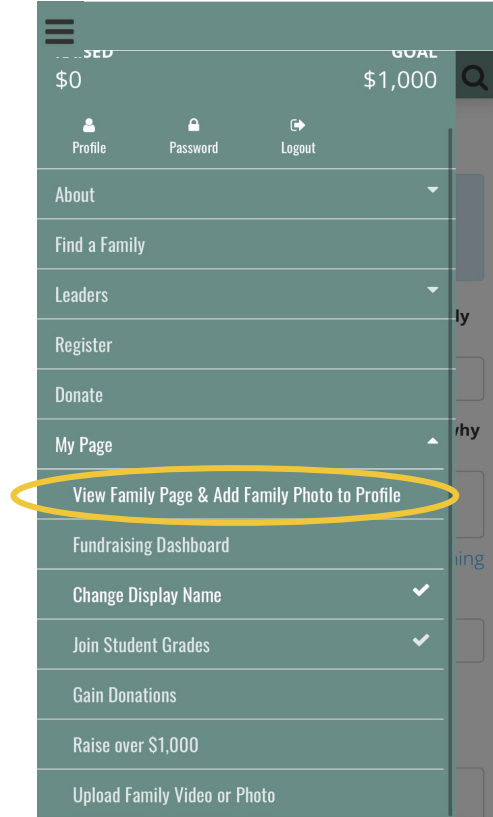 GOAL
$0 $1,000
Profile Password Logout
About
Find a Family
Leaders
Register
Donate
My Page
View Family Page & Add Family Photo to Profile
Fundraising Dashboard
Change Display Name
Join Student Grades
Gain Donations
Raise over $1,000
Upload Family Video or Photo